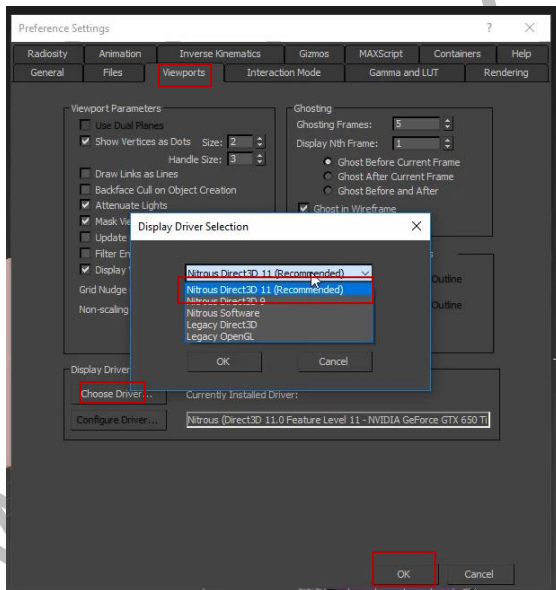 Preference Settings ? ×
Radiosity Animation Inverse Kinematics Gizmos MAXScript Containers Help
General Files Viewports Interaction Mode Gamma and LUT Rendering
Viewport Parameters
Use Dual Planes
Show Vertices as Dots Size: 2
Handle Size: 3
Draw Links as Lines
Backface Cull on Object Creation
Attenuate Lights
Mask Vie
Update
Filter En
Display
Grid Nudge
Non-scaling
Ghosting
Ghosting Frames: 5
Display Nth Frame: 1
Ghost Before Current Frame
Ghost After Current Frame
Ghost Before and After
Ghost in Wireframe
Outline
Outline
Display Driver Selection ×
Nitrous Direct3D 11 (Recommended)
Nitrous Direct3D 11 (Recommended)
Nitrous Direct3D 9
Nitrous Software
Legacy Direct3D
Legacy OpenGL
OK Cancel
Display Driver
Choose Driver... Currently Installed Driver:
Configure Driver... Nitrous (Direct3D 11.0 Feature Level 11 - NVIDIA GeForce GTX 650 Ti
OK Cancel